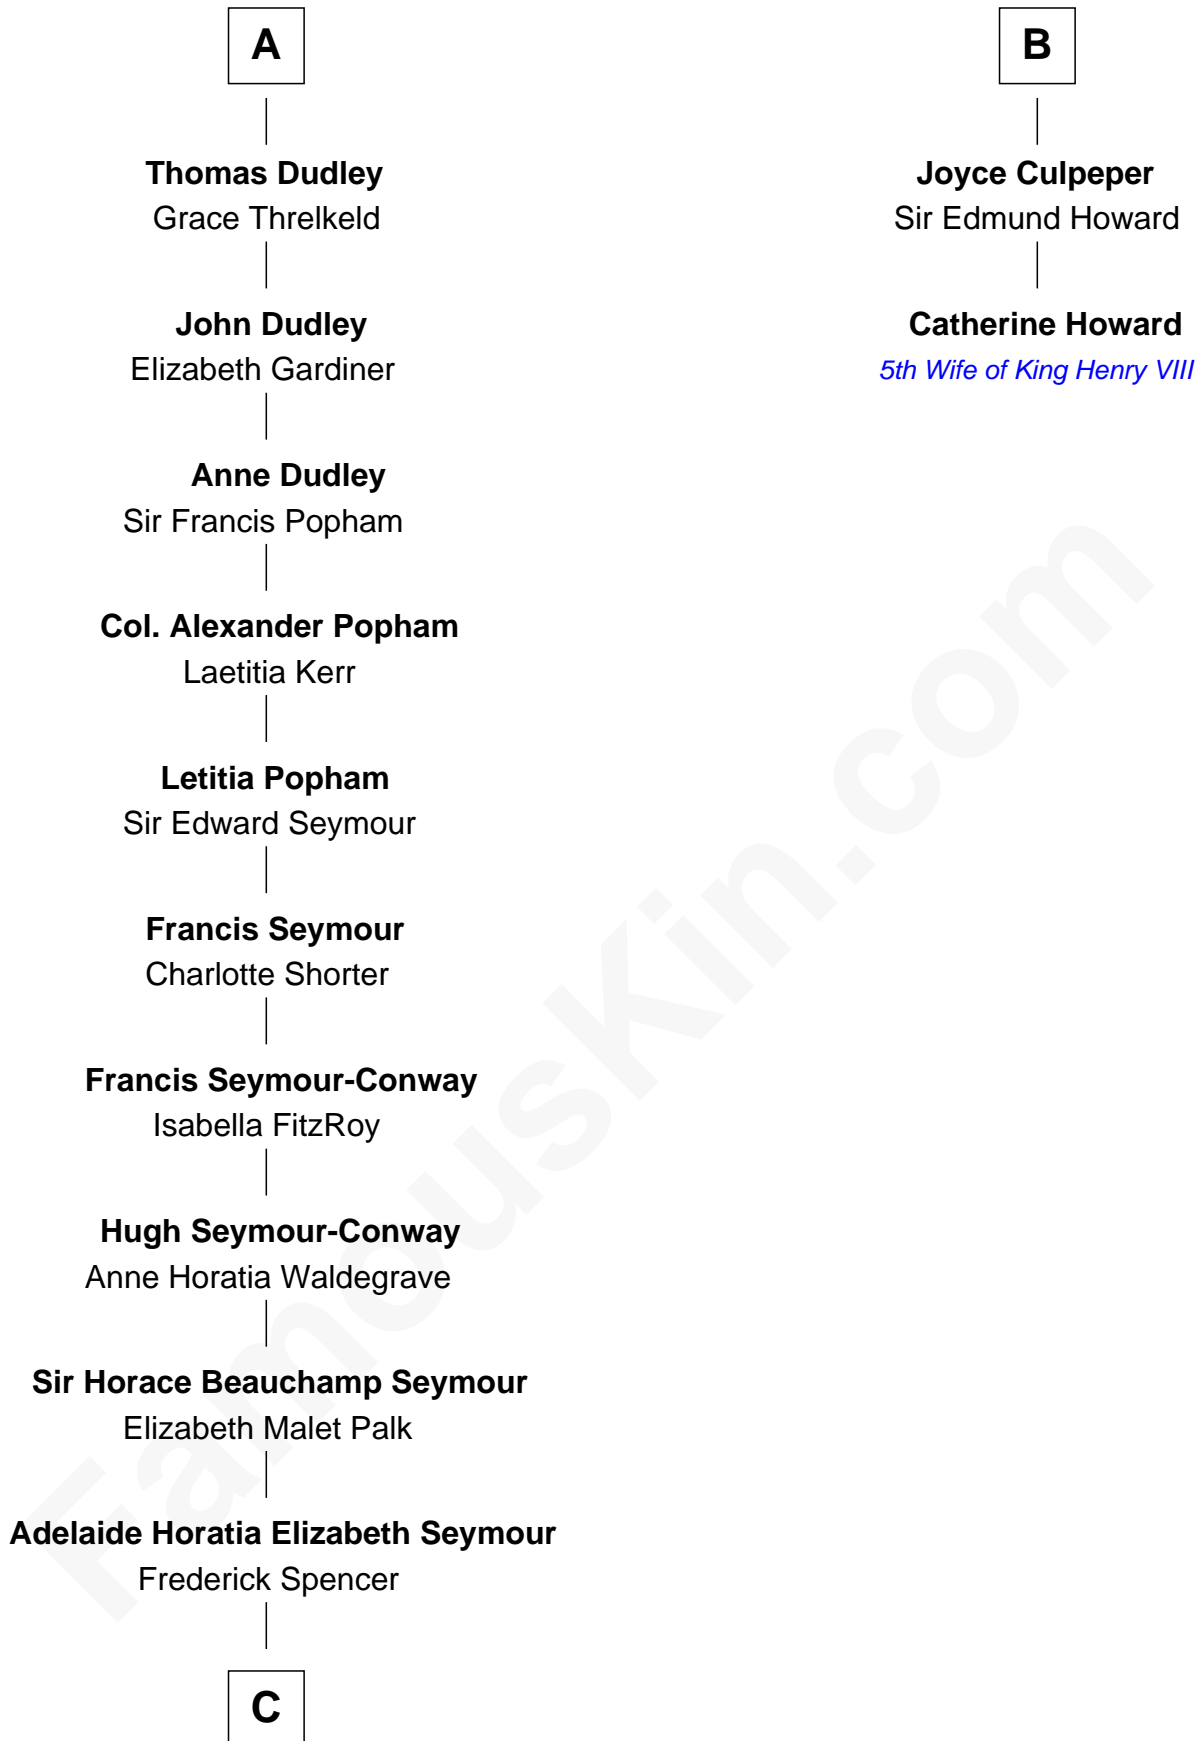 A
Thomas Dudley
Grace Threlkeld
John Dudley
Elizabeth Gardiner
Anne Dudley
Sir Francis Popham
Col. Alexander Popham
Laetitia Kerr
Letitia Popham
Sir Edward Seymour
Francis Seymour
Charlotte Shorter
Francis Seymour-Conway
Isabella FitzRoy
Hugh Seymour-Conway
Anne Horatia Waldegrave
Sir Horace Beauchamp Seymour
Elizabeth Malet Palk
Adelaide Horatia Elizabeth Seymour
Frederick Spencer
C
B
Joyce Culpeper
Sir Edmund Howard
Catherine Howard
5th Wife of King Henry VIII
FamousKin.com